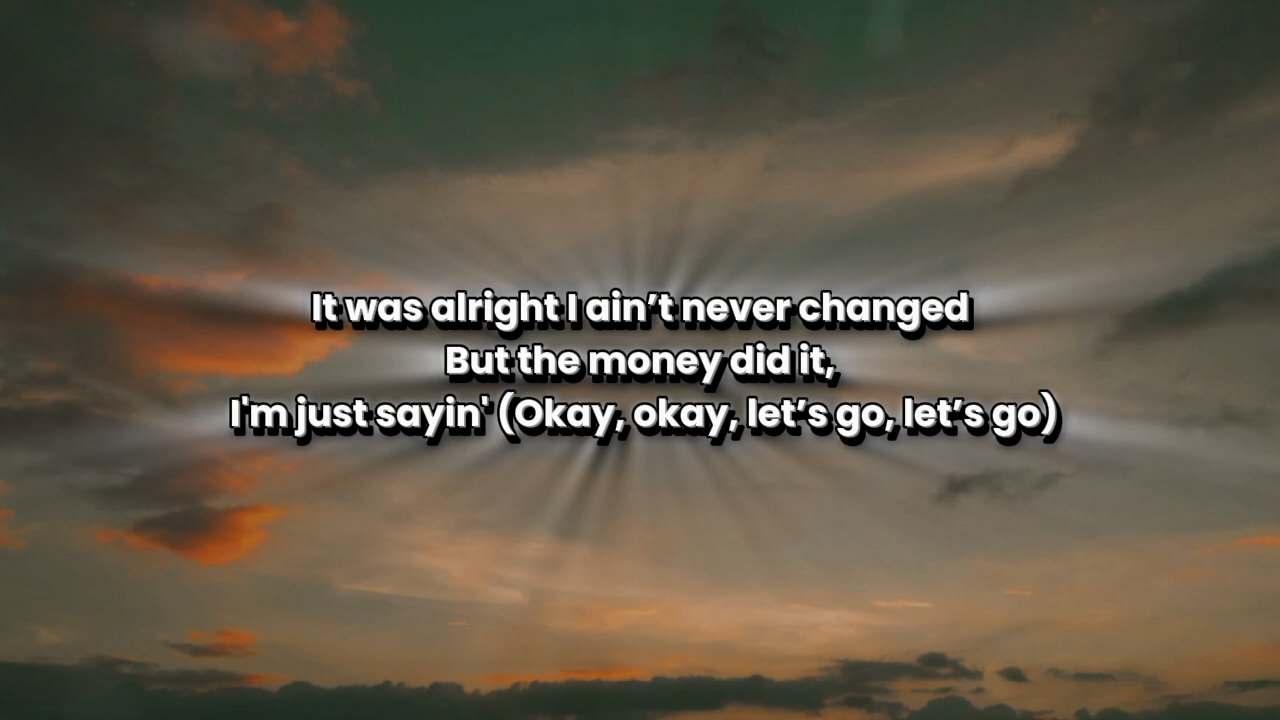 It was alright I ain’t never changed
But the money did it,
I'm just sayin' (Okay, okay, let’s go, let’s go)